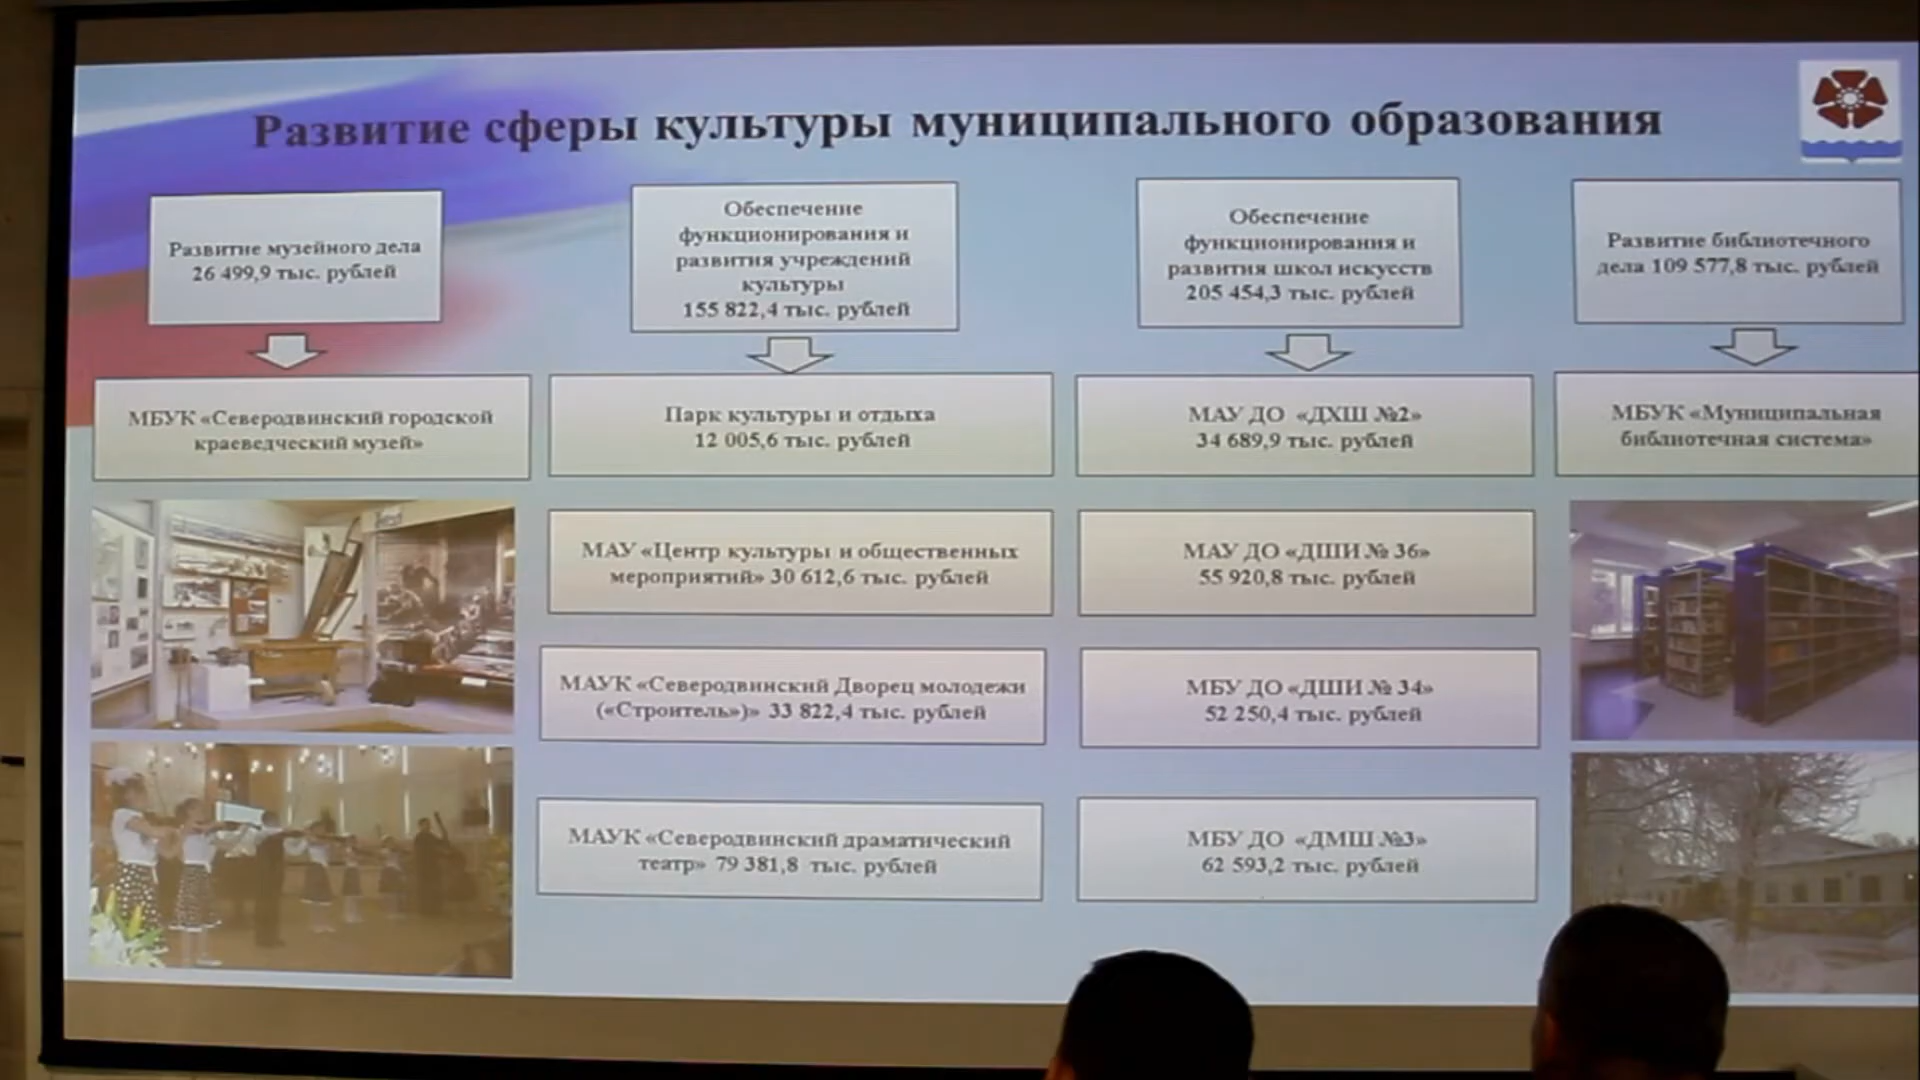 Развитие сферы культуры муниципального образования
Развитие музейного дела
26 499,9 тыс. рублей
Обеспечение
функционирования и
развития учреждений
культуры
155 822,4 тыс. рублей
Обеспечение
функционирования и
развития школ искусств
205 454,3 тыс. рублей
Развитие библиотечного
дела 109 577,8 тыс. рублей
МБУК «Северодвинский городской
краеведческий музей»
Парк культуры и отдыха
12 005,6 тыс. рублей
МАУ ДО «ДХШ №2»
34 689,9 тыс. рублей
МБУК «Муниципальная
библиотечная система»
МАУ «Центр культуры и общественных
мероприятий» 30 612,6 тыс. рублей
МАУ ДО «ДШИ № 36»
55 920,8 тыс. рублей
МАУК «Северодвинский Дворец молодежи
(«Строитель»)» 33 822,4 тыс. рублей
МБУ ДО «ДШИ № 34»
52 250,4 тыс. рублей
МАУК «Северодвинский драматический
театр» 79 381,8 тыс. рублей
МБУ ДО «ДМШ №3»
62 593,2 тыс. рублей